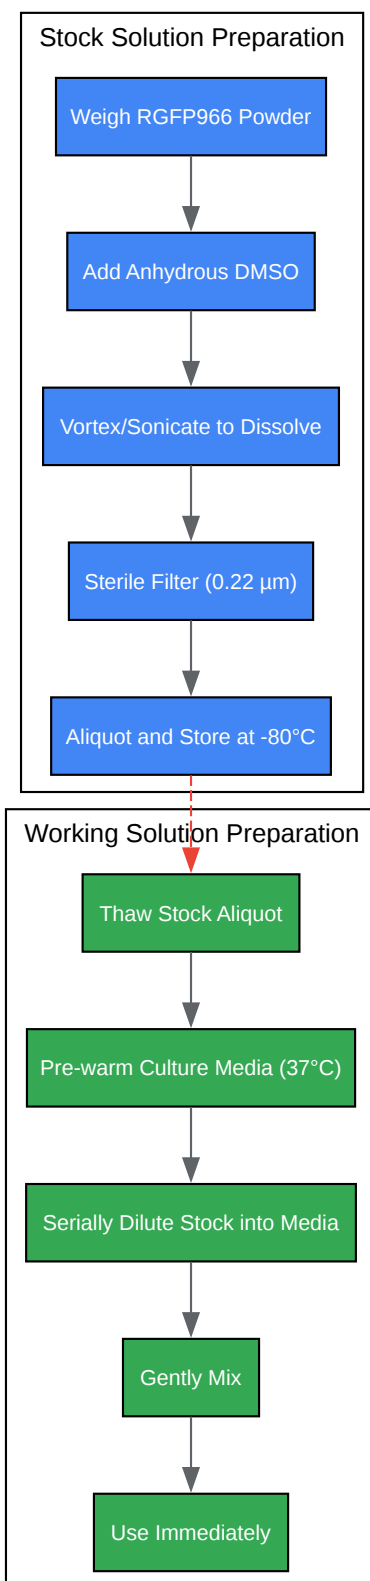 Stock Solution Preparation
Weigh RGFP966 Powder
Add Anhydrous DMSO
Vortex/Sonicate to Dissolve
Sterile Filter (0.22 µm)
Aliquot and Store at -80°C
Working Solution Preparation
Thaw Stock Aliquot
Pre-warm Culture Media (37°C)
Serially Dilute Stock into Media
Gently Mix
Use Immediately